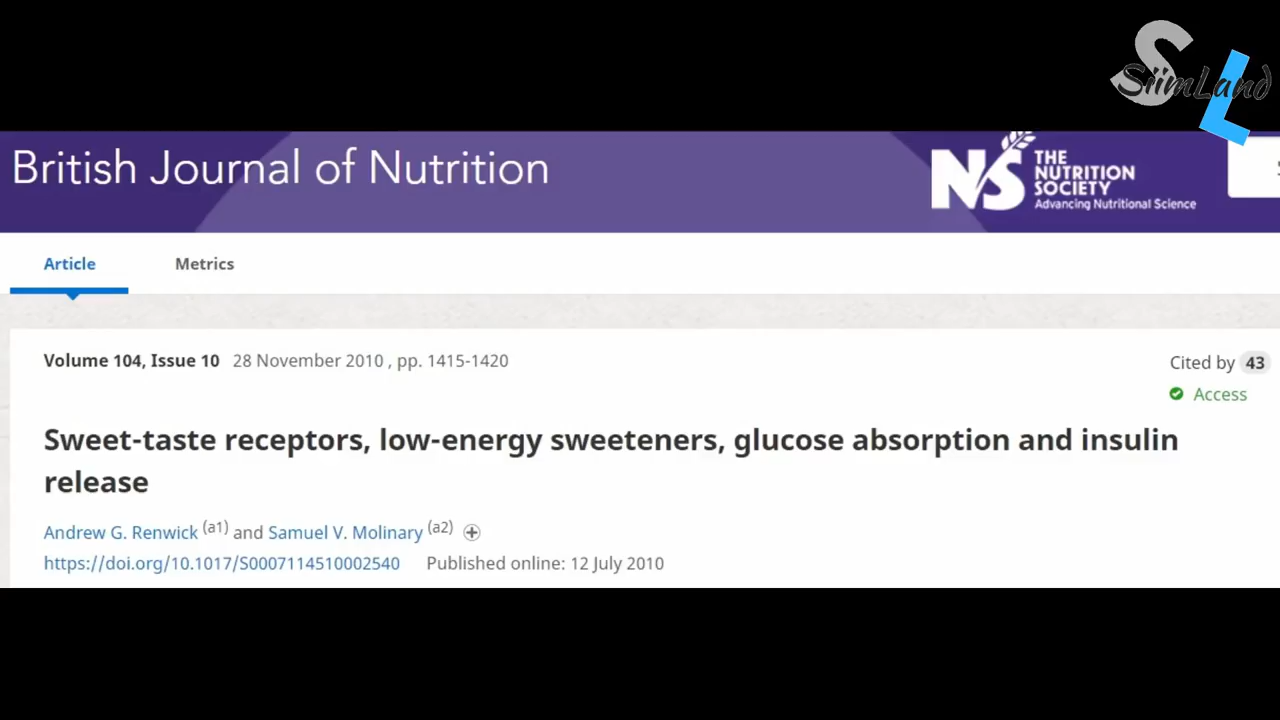 SiimLand
British Journal of Nutrition
NS THE NUTRITION SOCIETY
Advancing Nutritional Science
Article Metrics
Volume 104, Issue 10 28 November 2010 , pp. 1415-1420
Cited by 43
Access
Sweet-taste receptors, low-energy sweeteners, glucose absorption and insulin
release
Andrew G. Renwick (a1) and Samuel V. Molinary (a2)
https://doi.org/10.1017/S0007114510002540 Published online: 12 July 2010